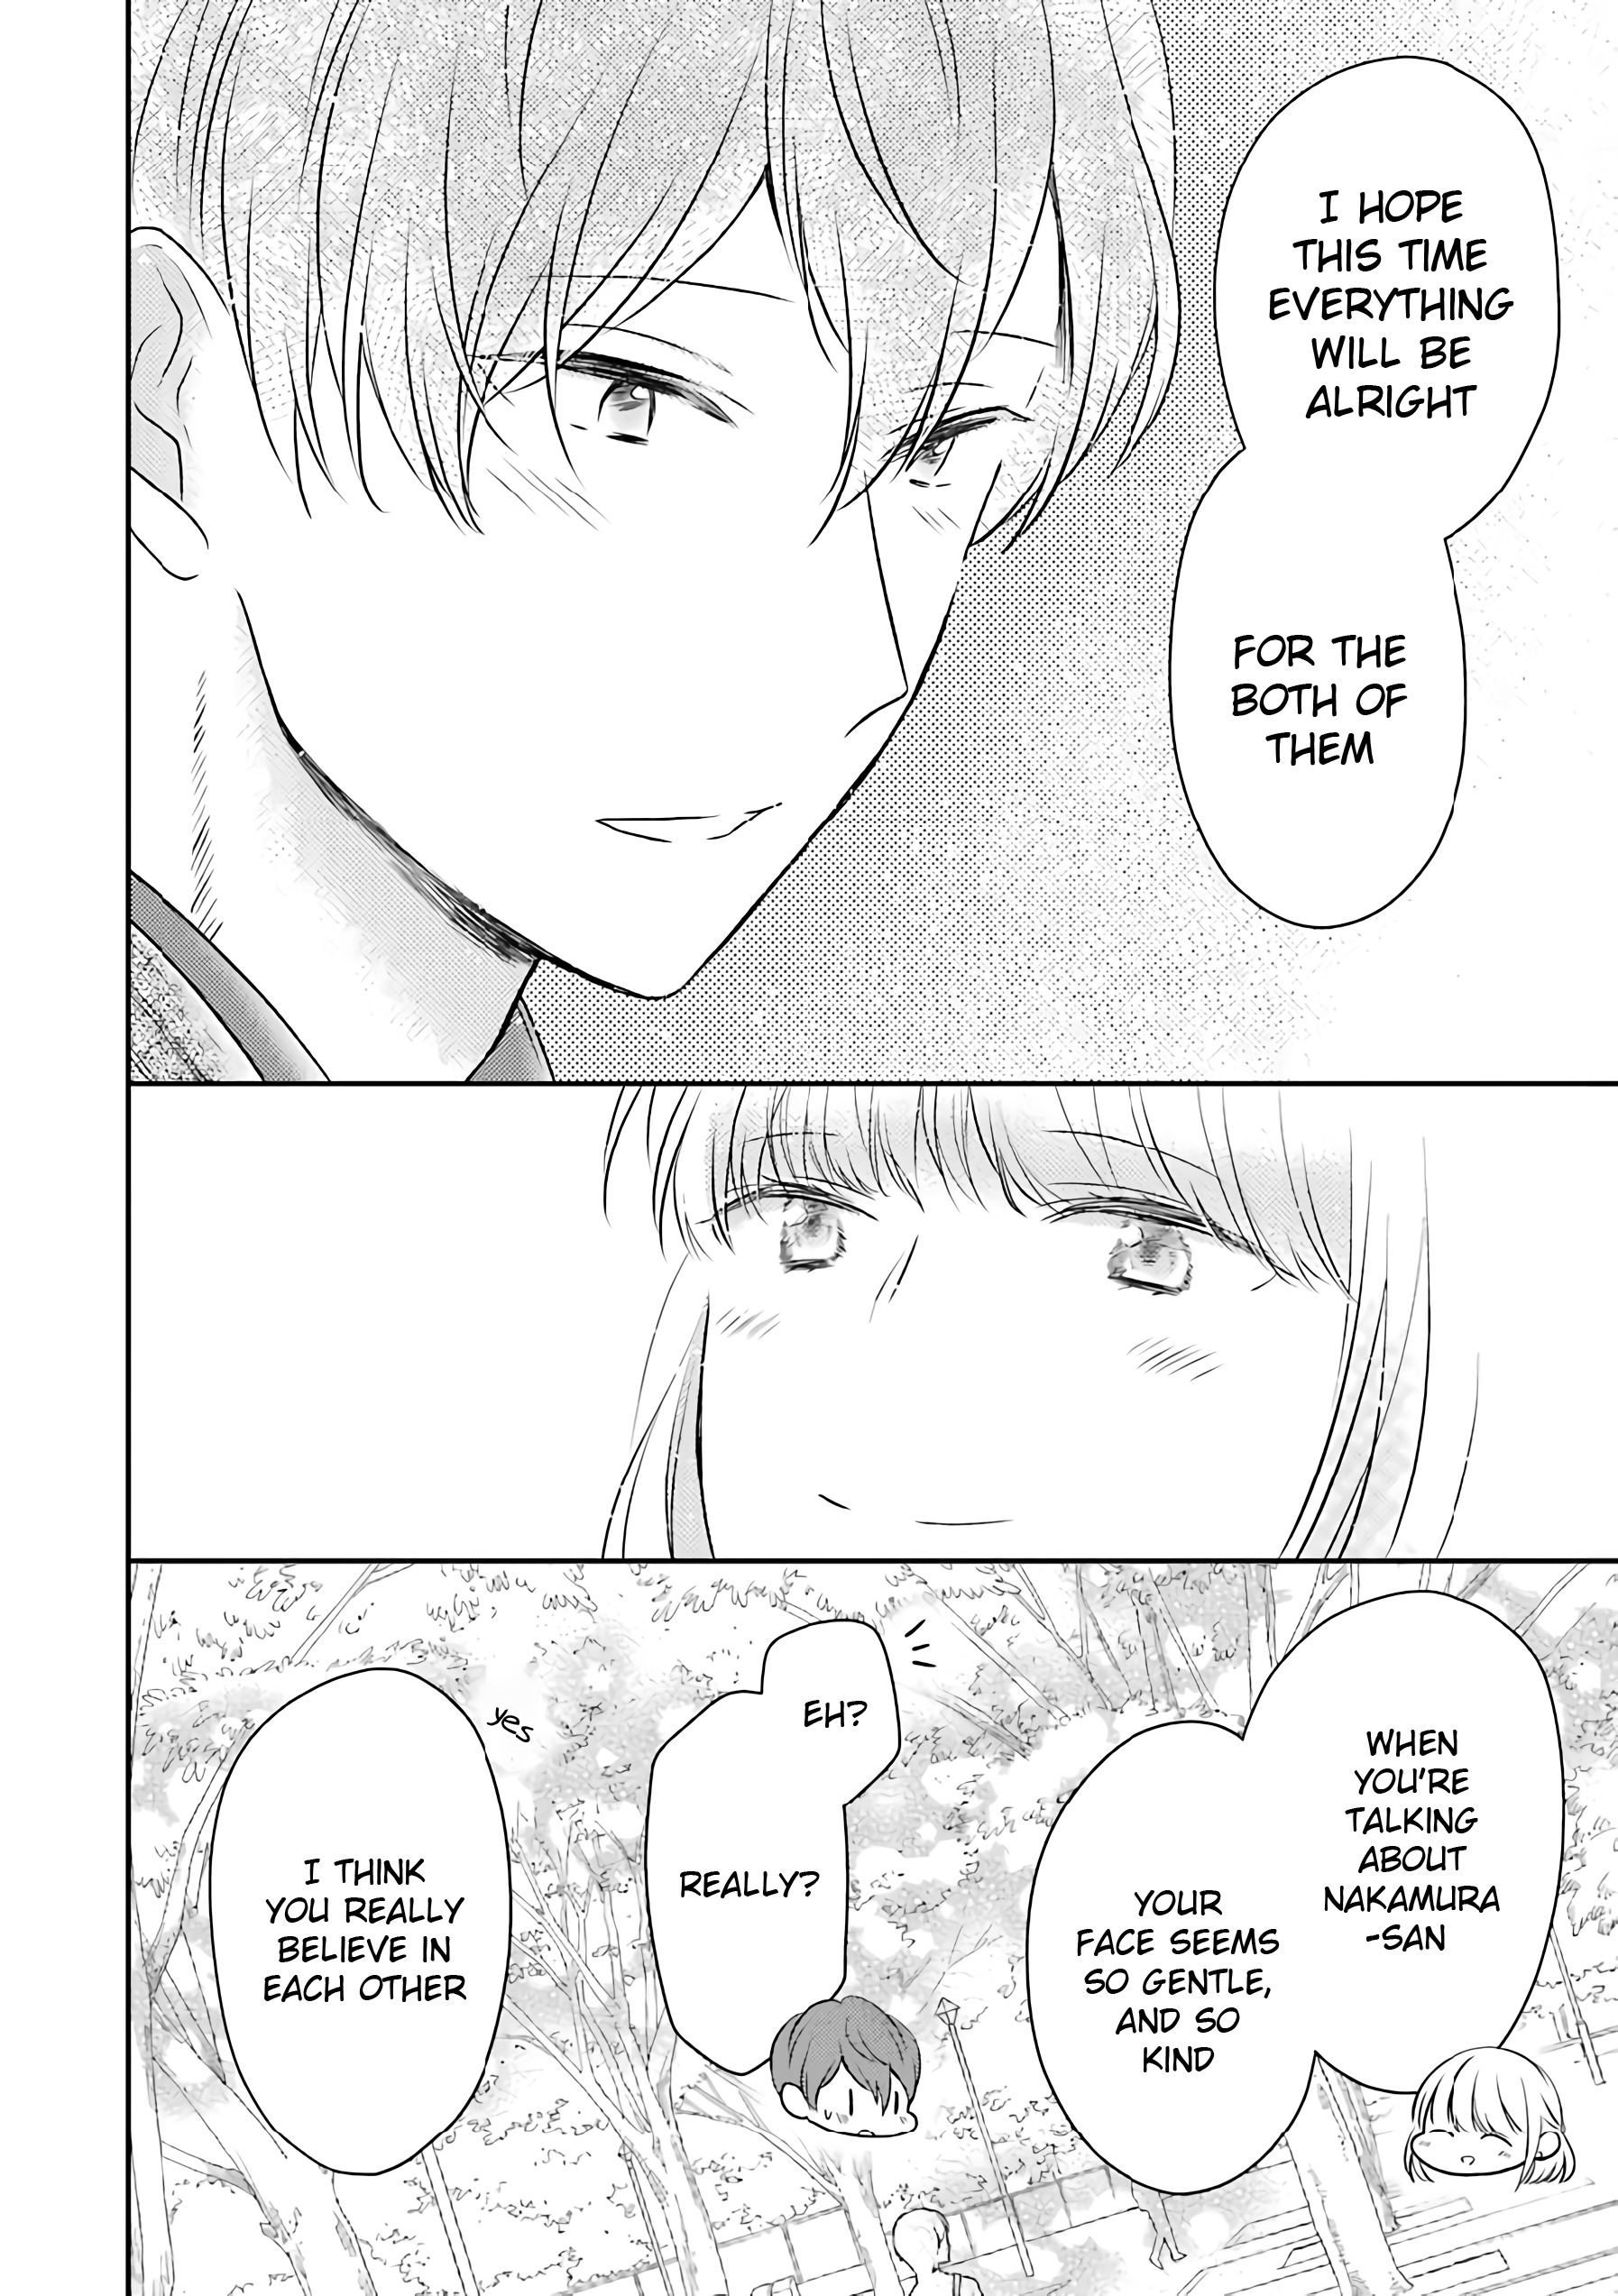 I HOPE
THIS TIME
EVERYTHING
WILL BE
ALRIGHT
FOR THE
BOTH OF
THEM
WHEN
YOU'RE
TALKING
ABOUT
NAKAMURA
-SAN
YOUR
FACE SEEMS
SO GENTLE,
AND SO
KIND
EH?
REALLY?
yes
I THINK
YOU REALLY
BELIEVE IN
EACH OTHER